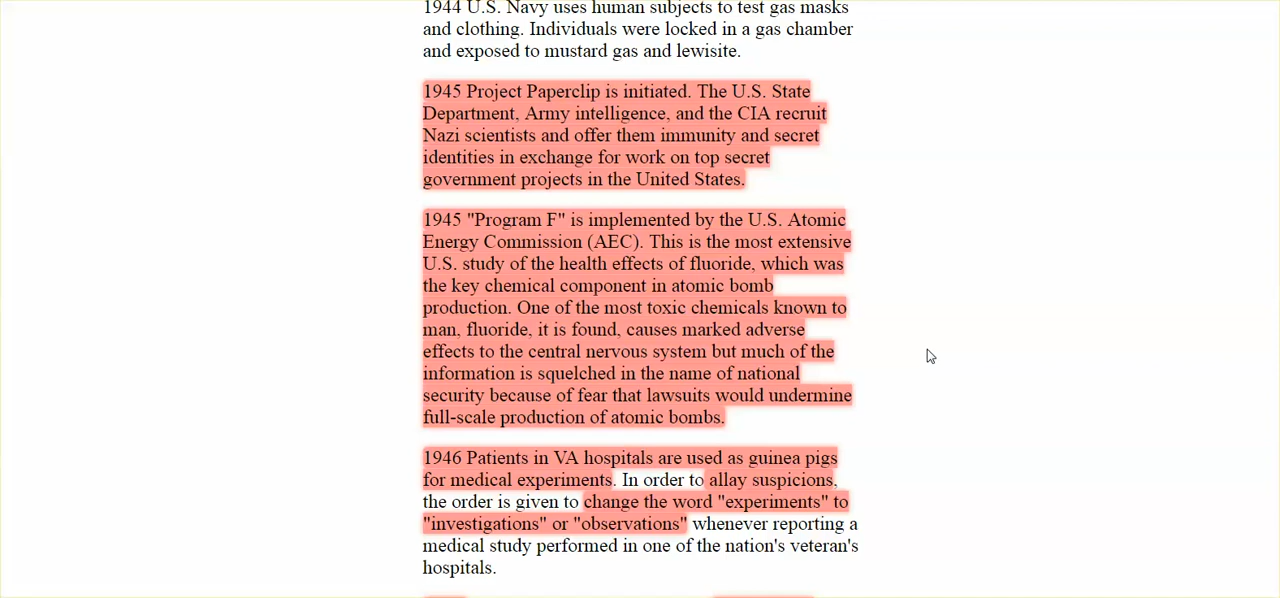 1944 U.S. Navy uses human subjects to test gas masks
and clothing. Individuals were locked in a gas chamber
and exposed to mustard gas and lewisite.
1945 Project Paperclip is initiated. The U.S. State
Department, Army intelligence, and the CIA recruit
Nazi scientists and offer them immunity and secret
identities in exchange for work on top secret
government projects in the United States.
1945 "Program F" is implemented by the U.S. Atomic
Energy Commission (AEC). This is the most extensive
U.S. study of the health effects of fluoride, which was
the key chemical component in atomic bomb
production. One of the most toxic chemicals known to
man, fluoride, it is found, causes marked adverse
effects to the central nervous system but much of the
information is squelched in the name of national
security because of fear that lawsuits would undermine
full-scale production of atomic bombs.
1946 Patients in VA hospitals are used as guinea pigs
for medical experiments. In order to allay suspicions,
the order is given to change the word "experiments" to
"investigations" or "observations" whenever reporting a
medical study performed in one of the nation's veteran's
hospitals.